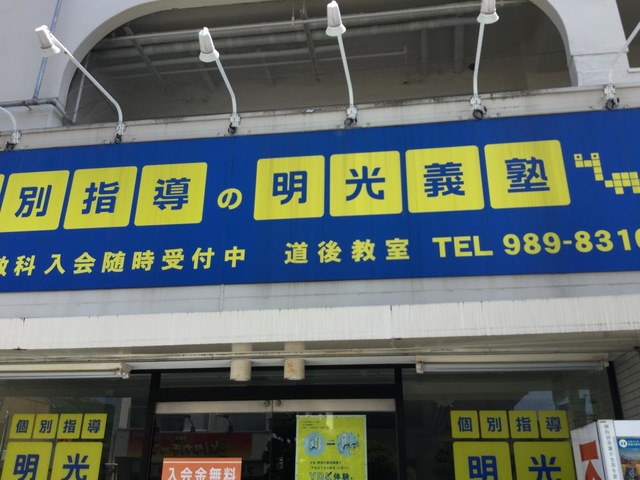 別指導の明光義塾
教科入会随時受付中 道後教室 TEL 989-8310
個別指導
明光
入会金無料
個別指導
明光